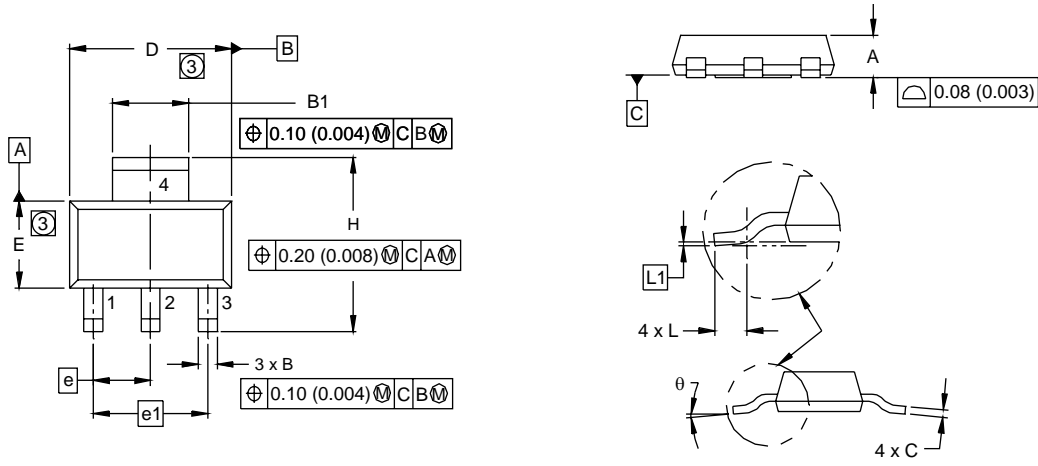 D
B
3
B1
⌖ 0.10 (0.004) Ⓜ C B Ⓜ
A
4
3
E
H
⌖ 0.20 (0.008) Ⓜ C A Ⓜ
1
2
3
3 x B
e
⌖ 0.10 (0.004) Ⓜ C B Ⓜ
e1
A
0.08 (0.003)
C
L1
4 x L
θ
4 x C